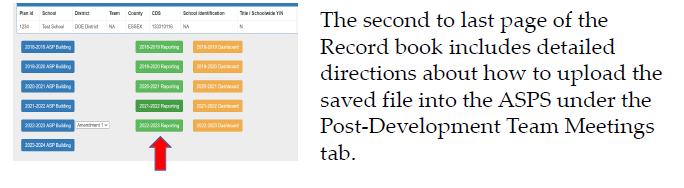 Plan Id School District Team County CDS School Identification Title I Schoolwide Y/N
1234 Test School DOE District NA ESSEX 133310116 NA N
2018-2019 ASP Building 2018-2019 Reporting 2018-2019 Dashboard
2019-2020 ASP Building 2019-2020 Reporting 2019-2020 Dashboard
2020-2021 ASP Building 2020-2021 Reporting 2020-2021 Dashboard
2021-2022 ASP Building 2021-2022 Reporting 2021-2022 Dashboard
2022-2023 ASP Building Amendment 1 2022-2023 Reporting 2022-2023 Dashboard
2023-2024 ASP Building
The second to last page of the
Record book includes detailed
directions about how to upload the
saved file into the ASPS under the
Post-Development Team Meetings
tab.